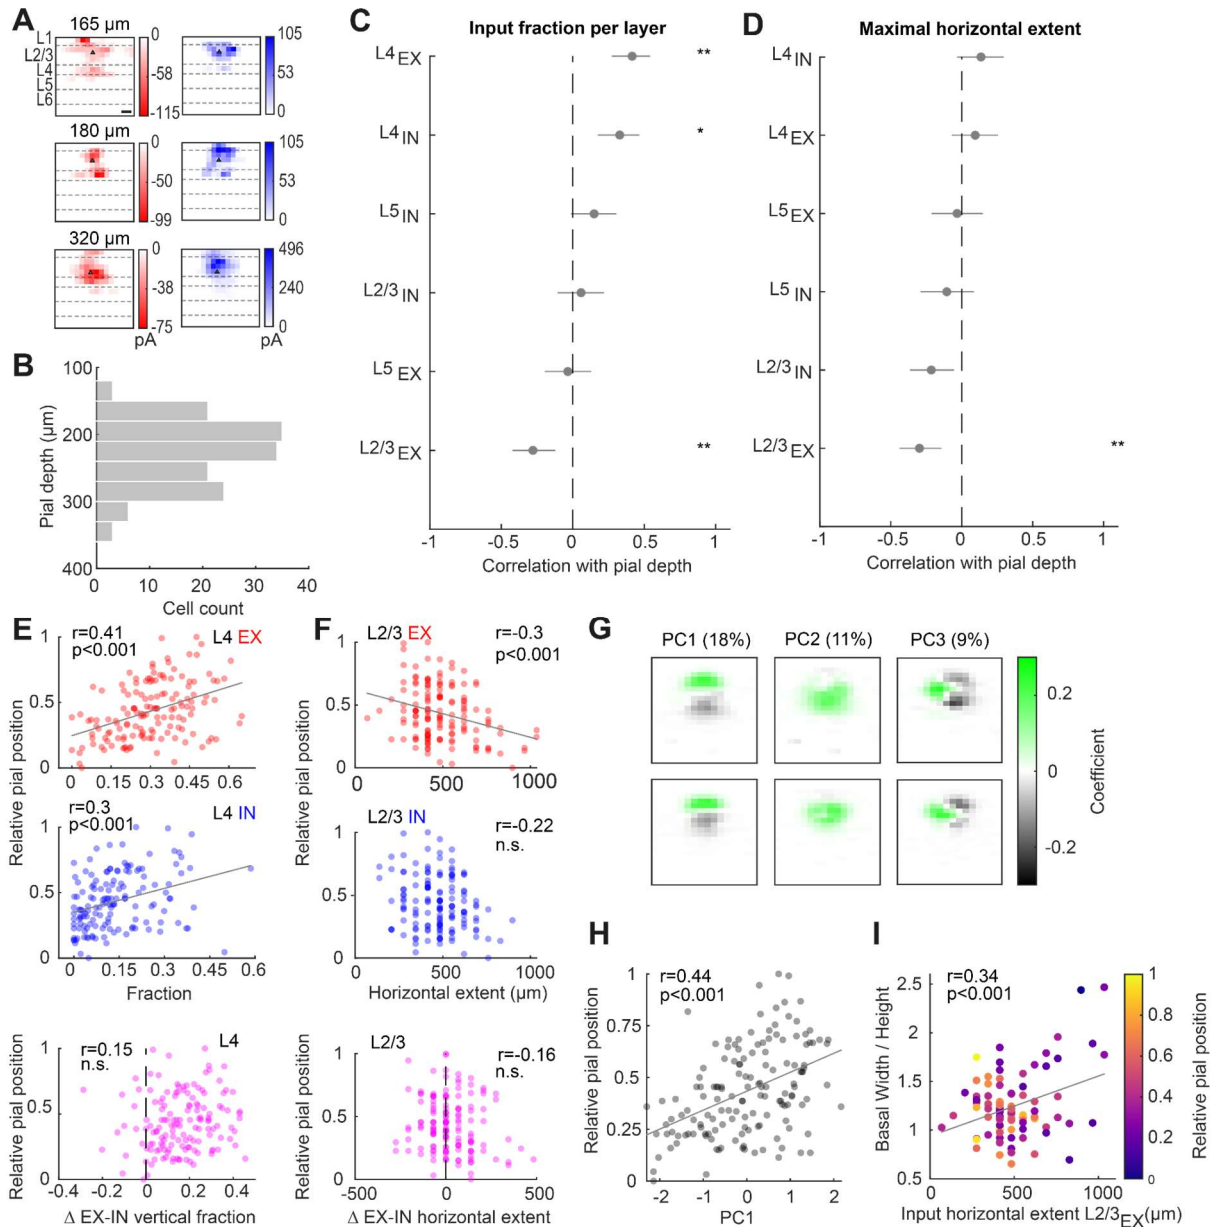 A
165 µm
L1
L2/3
L4
L5
L6
0
-58
-115
105
53
0
180 µm
0
-50
-99
105
53
0
320 µm
0
-38
-75
pA
496
240
0
pA
B
100
200
300
400
Pial depth (µm)
0 10 20 30 40
Cell count
C
Input fraction per layer
L4EX **
L4IN *
L5IN
L2/3IN
L5EX
L2/3EX **
-1 -0.5 0 0.5 1
Correlation with pial depth
D
Maximal horizontal extent
L4IN
L4EX
L5EX
L5IN
L2/3IN
L2/3EX **
-1 -0.5 0 0.5 1
Correlation with pial depth
E
r=0.41
p<0.001
L4 EX
1
0.5
0
0 0.15 0.3 0.45 0.6
Relative pial position
r=0.3
p<0.001
L4 IN
1
0.5
0
0 0.15 0.3 0.45 0.6
Fraction
r=0.15
n.s.
L4
Relative pial position
1
0.5
0
-0.4 -0.2 0 0.2 0.4
Δ EX-IN vertical fraction
F
L2/3 EX
r=-0.3
p<0.001
1
0.5
0
0 500 1000
Relative pial position
L2/3 IN
r=-0.22
n.s.
1
0.5
0
0 500 1000
Horizontal extent (µm)
L2/3
r=-0.16
n.s.
Relative pial position
1
0.5
0
-500 0 500
Δ EX-IN horizontal extent
G
PC1 (18%) PC2 (11%) PC3 (9%)
0.2
0
-0.2
Coefficient
H
r=0.44
p<0.001
1
0.75
0.5
0.25
0
Relative pial position
-2 -1 0 1 2
PC1
I
r=0.34
p<0.001
2.5
2
1.5
1
0.5
Basal Width / Height
0 500 1000
Input horizontal extent L2/3EX(µm)
1
0.8
0.6
0.4
0.2
0
Relative pial position